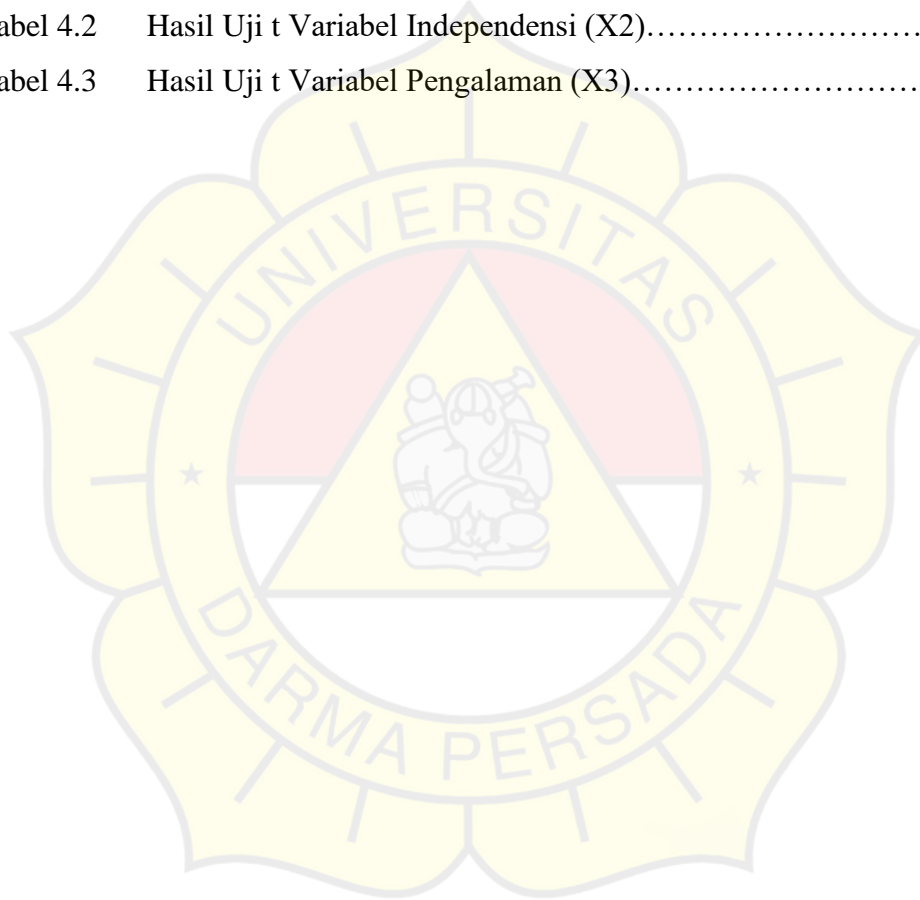 abel 4.2 Hasil Uji t Variabel Independensi (X2)……………………….
abel 4.3 Hasil Uji t Variabel Pengalaman (X3)………………………..
UNIVERSITAS
DARMA PERSADA